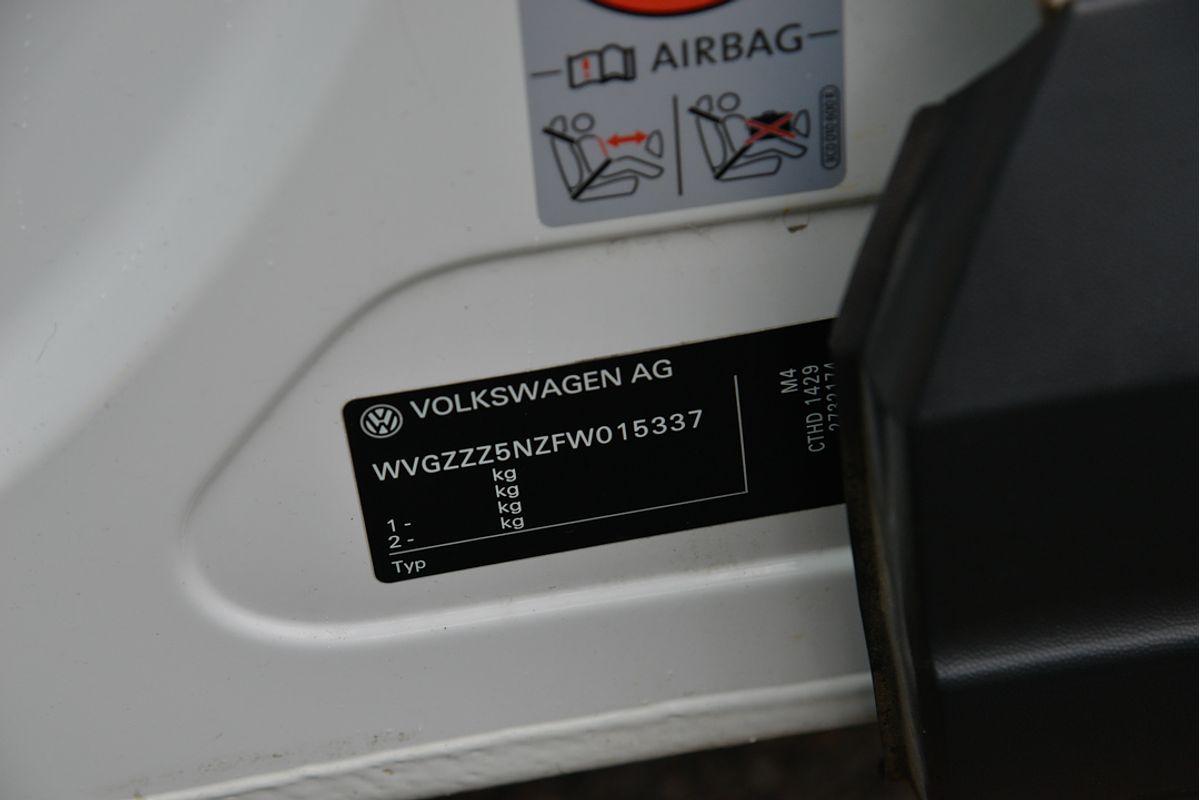 AIRBAG
VOLKSWAGEN AG
WVGZZZ5NZFW015337
kg
kg
1 - kg
2 - kg
Typ
M4
CTHD 1429